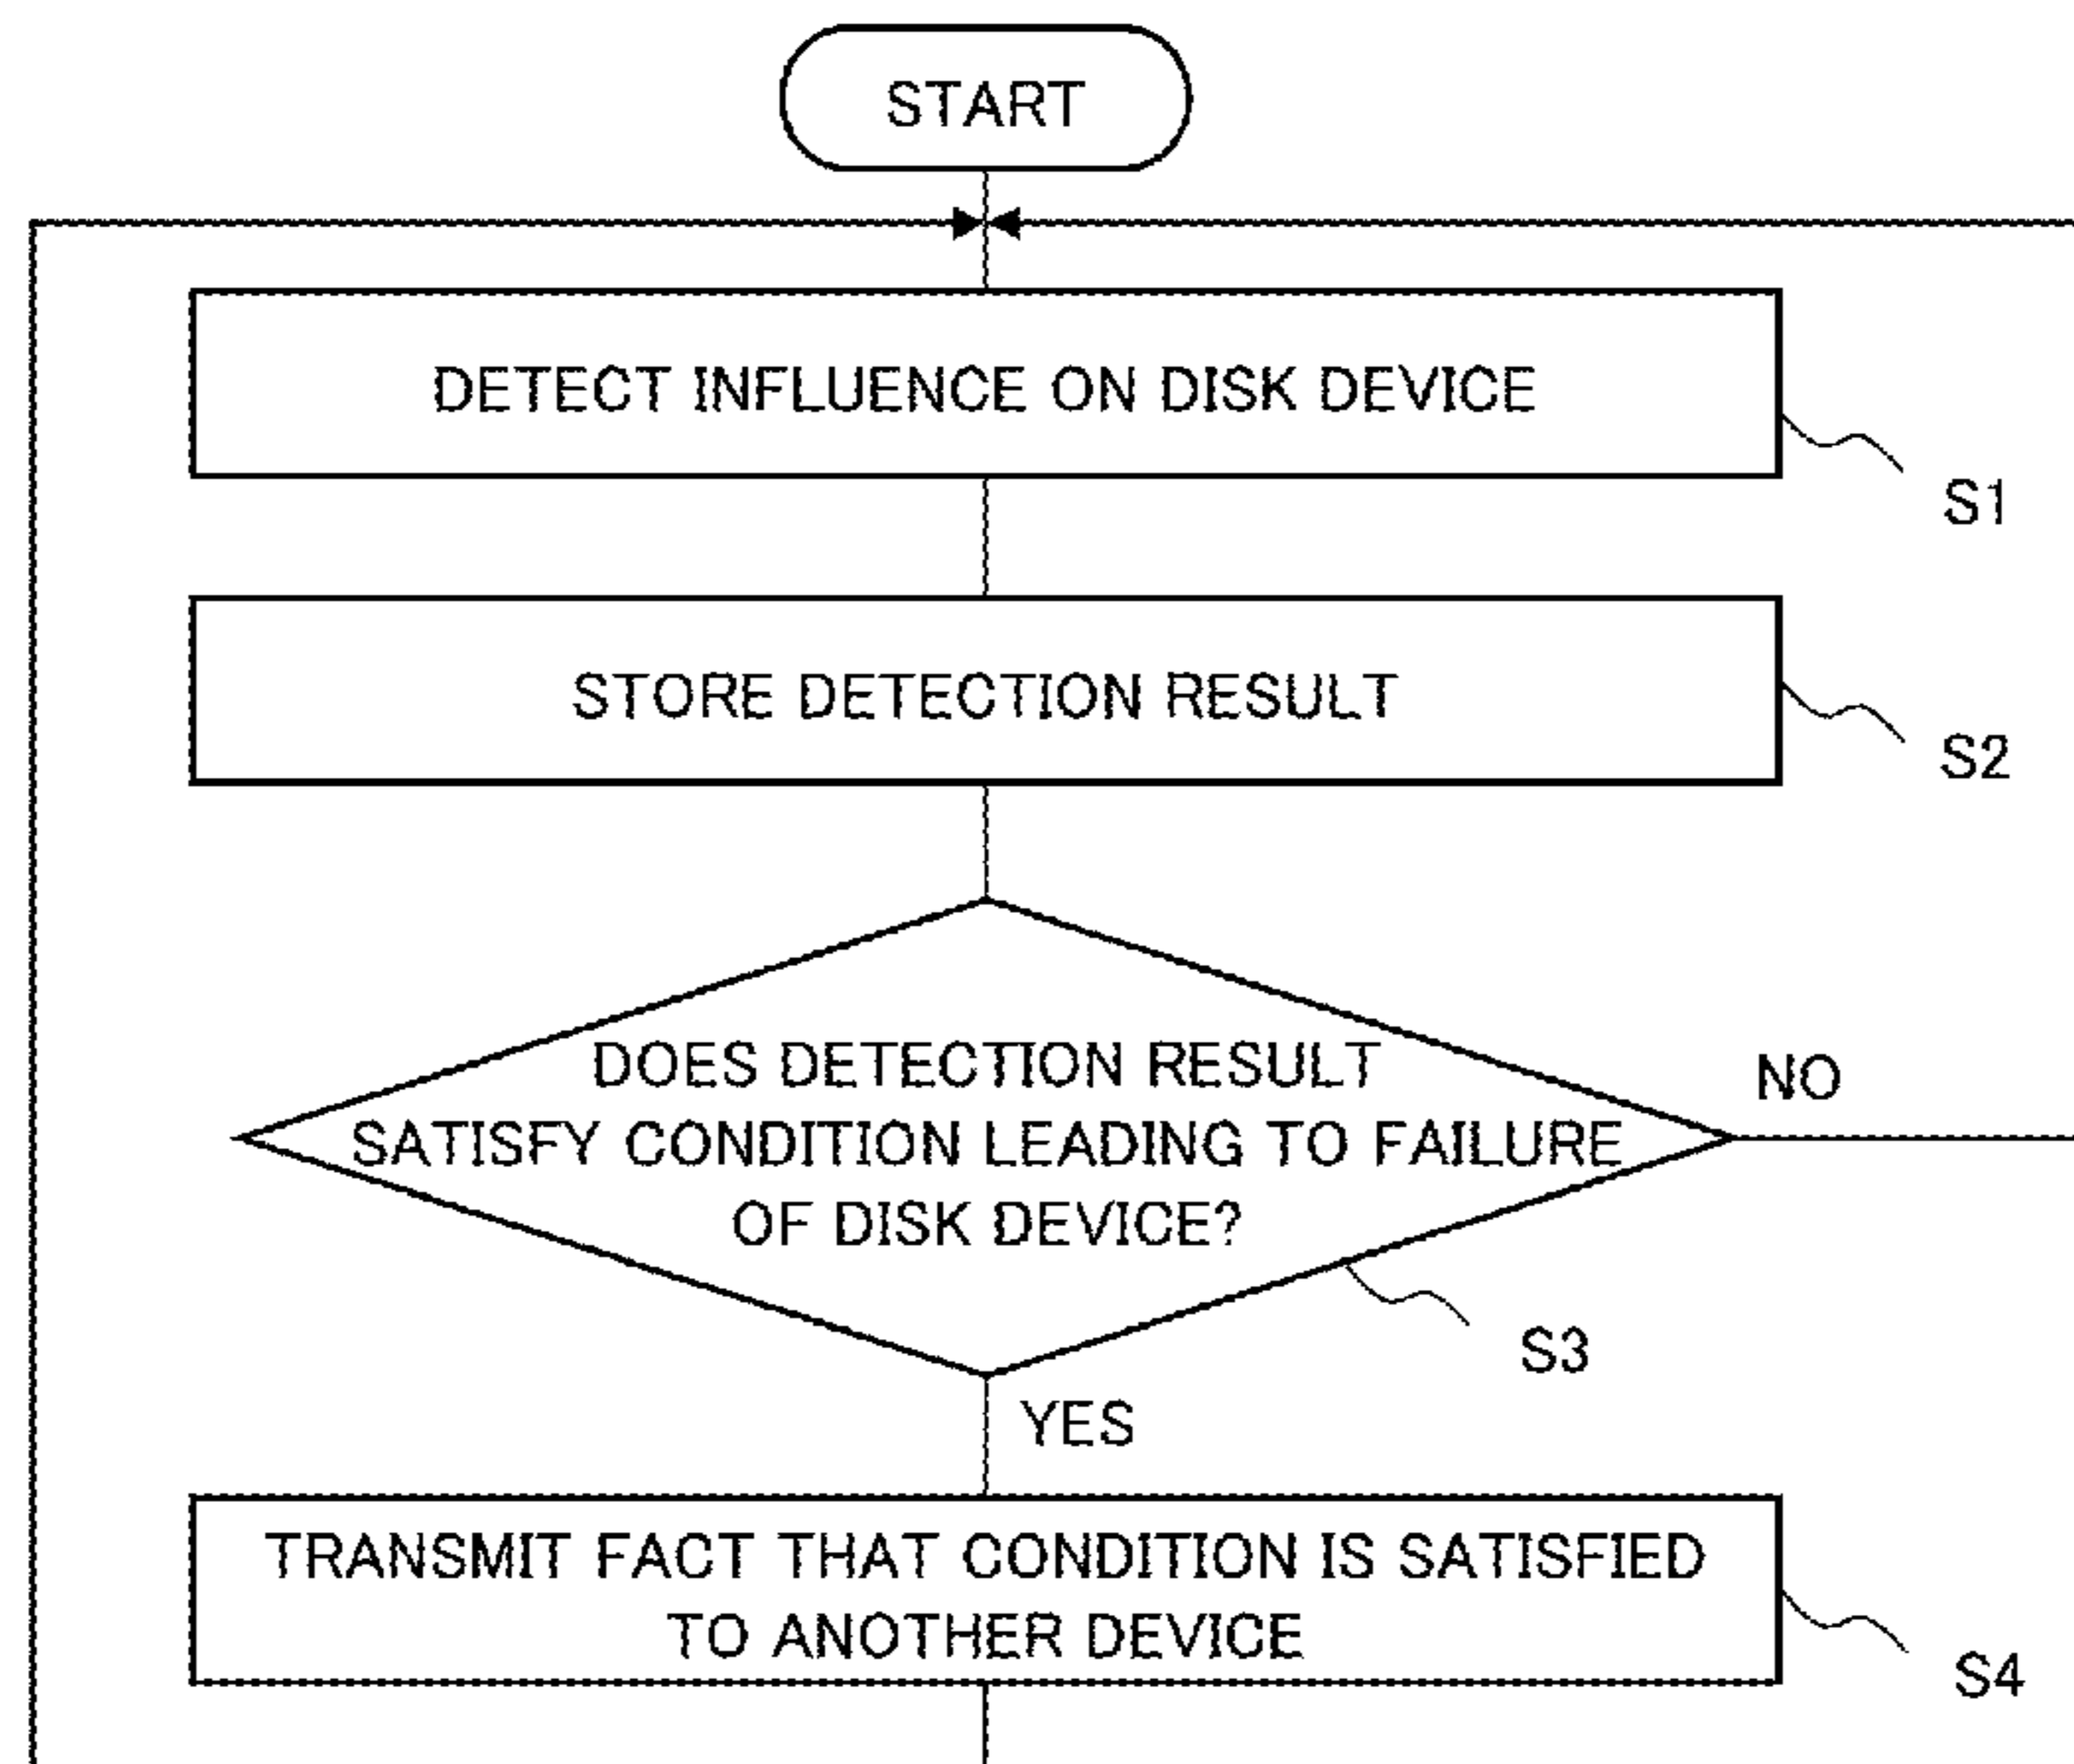 START
DETECT INFLUENCE ON DISK DEVICE
S1
STORE DETECTION RESULT
S2
DOES DETECTION RESULT
SATISFY CONDITION LEADING TO FAILURE
OF DISK DEVICE?
NO
S3
YES
TRANSMIT FACT THAT CONDITION IS SATISFIED
TO ANOTHER DEVICE
S4